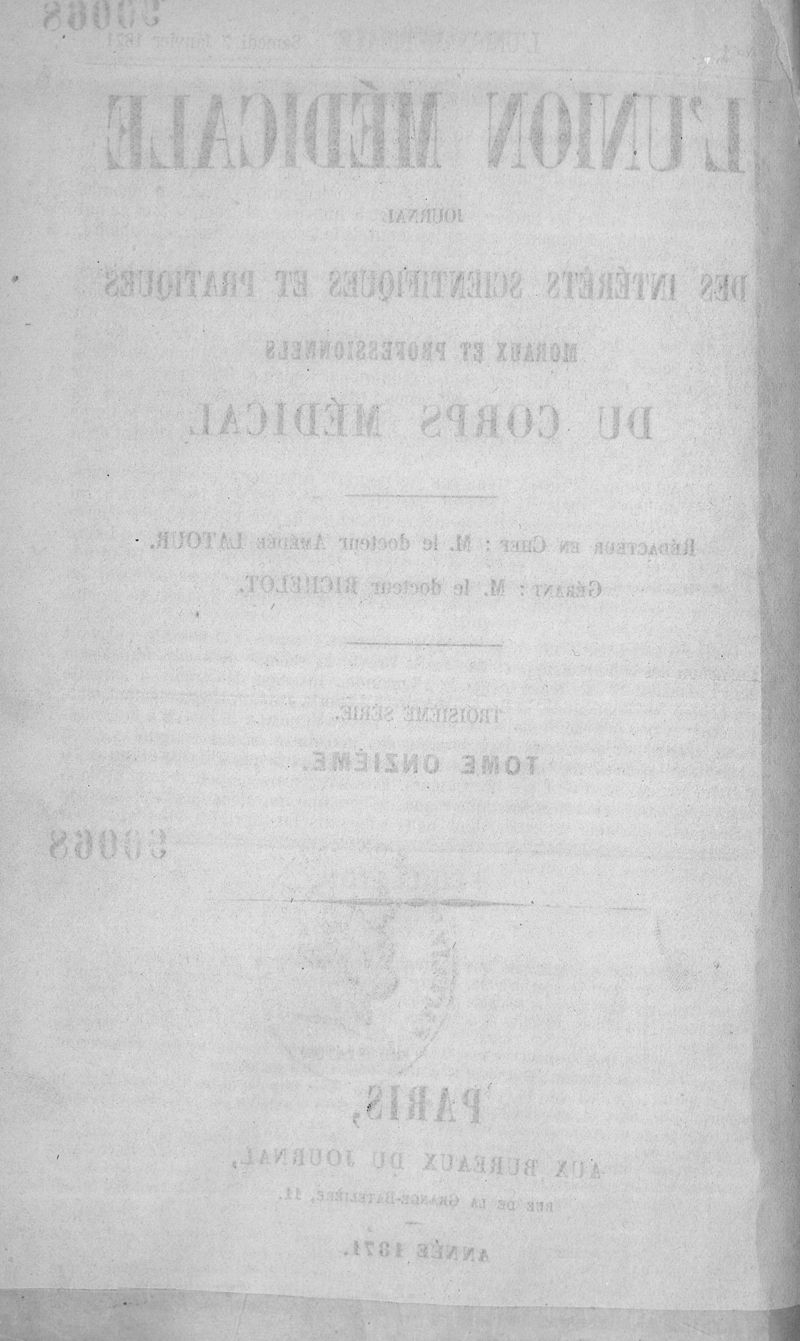 90068
L'UNION MÉDICALE
JOURNAL
DES INTÉRÊTS SCIENTIFIQUES ET PRATIQUES
MORAUX ET PROFESSIONNELS
DU CORPS MÉDICAL
RÉDACTEUR EN CHEF : M. le docteur AMÉDÉE LATOUR.
GÉRANT : M. le docteur RICHELOT.
TROISIÈME SÉRIE.
TOME ONZIÈME.
90068
PARIS,
AUX BUREAUX DU JOURNAL,
RUE DE LA GRANGE-BATELIÈRE, 11.
ANNÉE 1871.